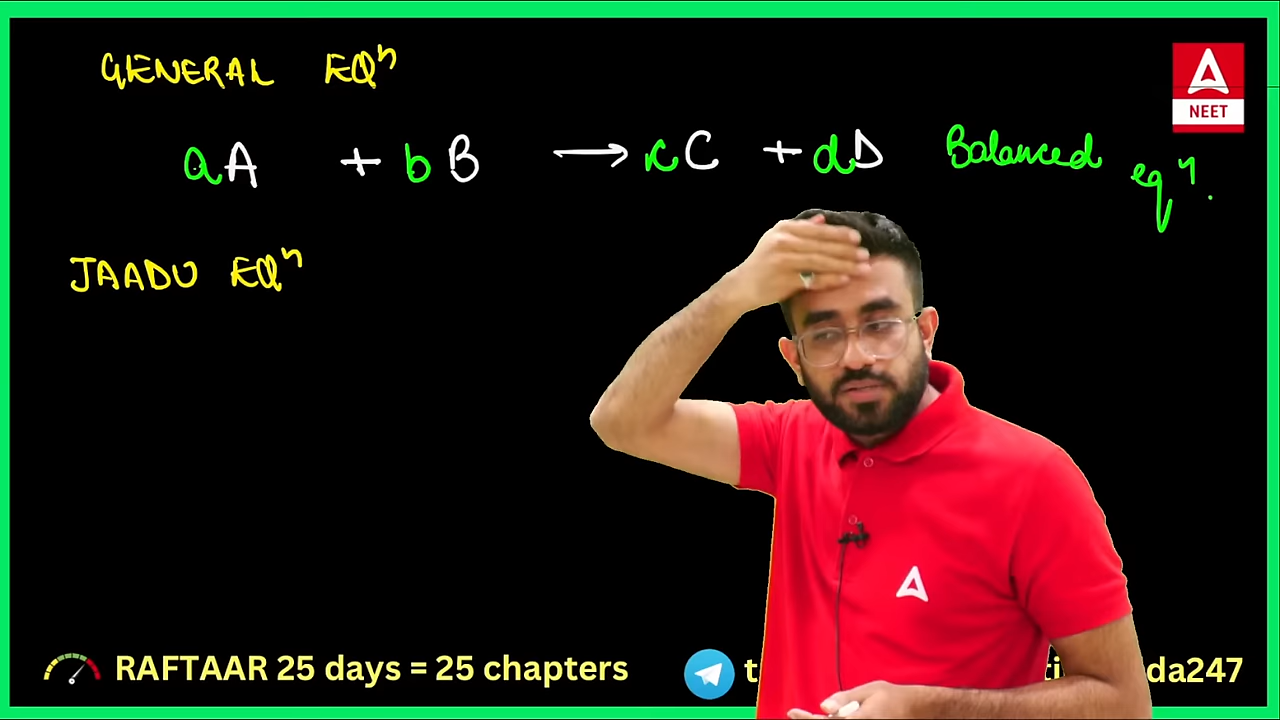 GENERAL EQⁿ
aA + bB → cC + dD Balanced eqⁿ.
JAADU EQⁿ
A
NEET
RAFTAAR 25 days = 25 chapters
da247